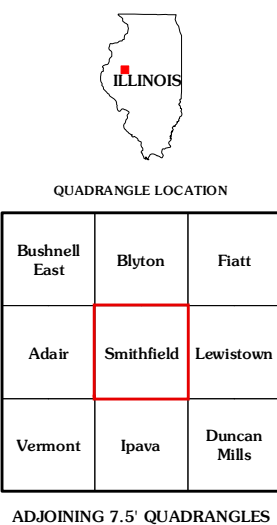 ILLINOIS
QUADRANGLE LOCATION
Bushnell
East
Blyton
Fiatt
Adair
Smithfield
Lewistown
Vermont
Ipava
Duncan
Mills
ADJOINING 7.5' QUADRANGLES